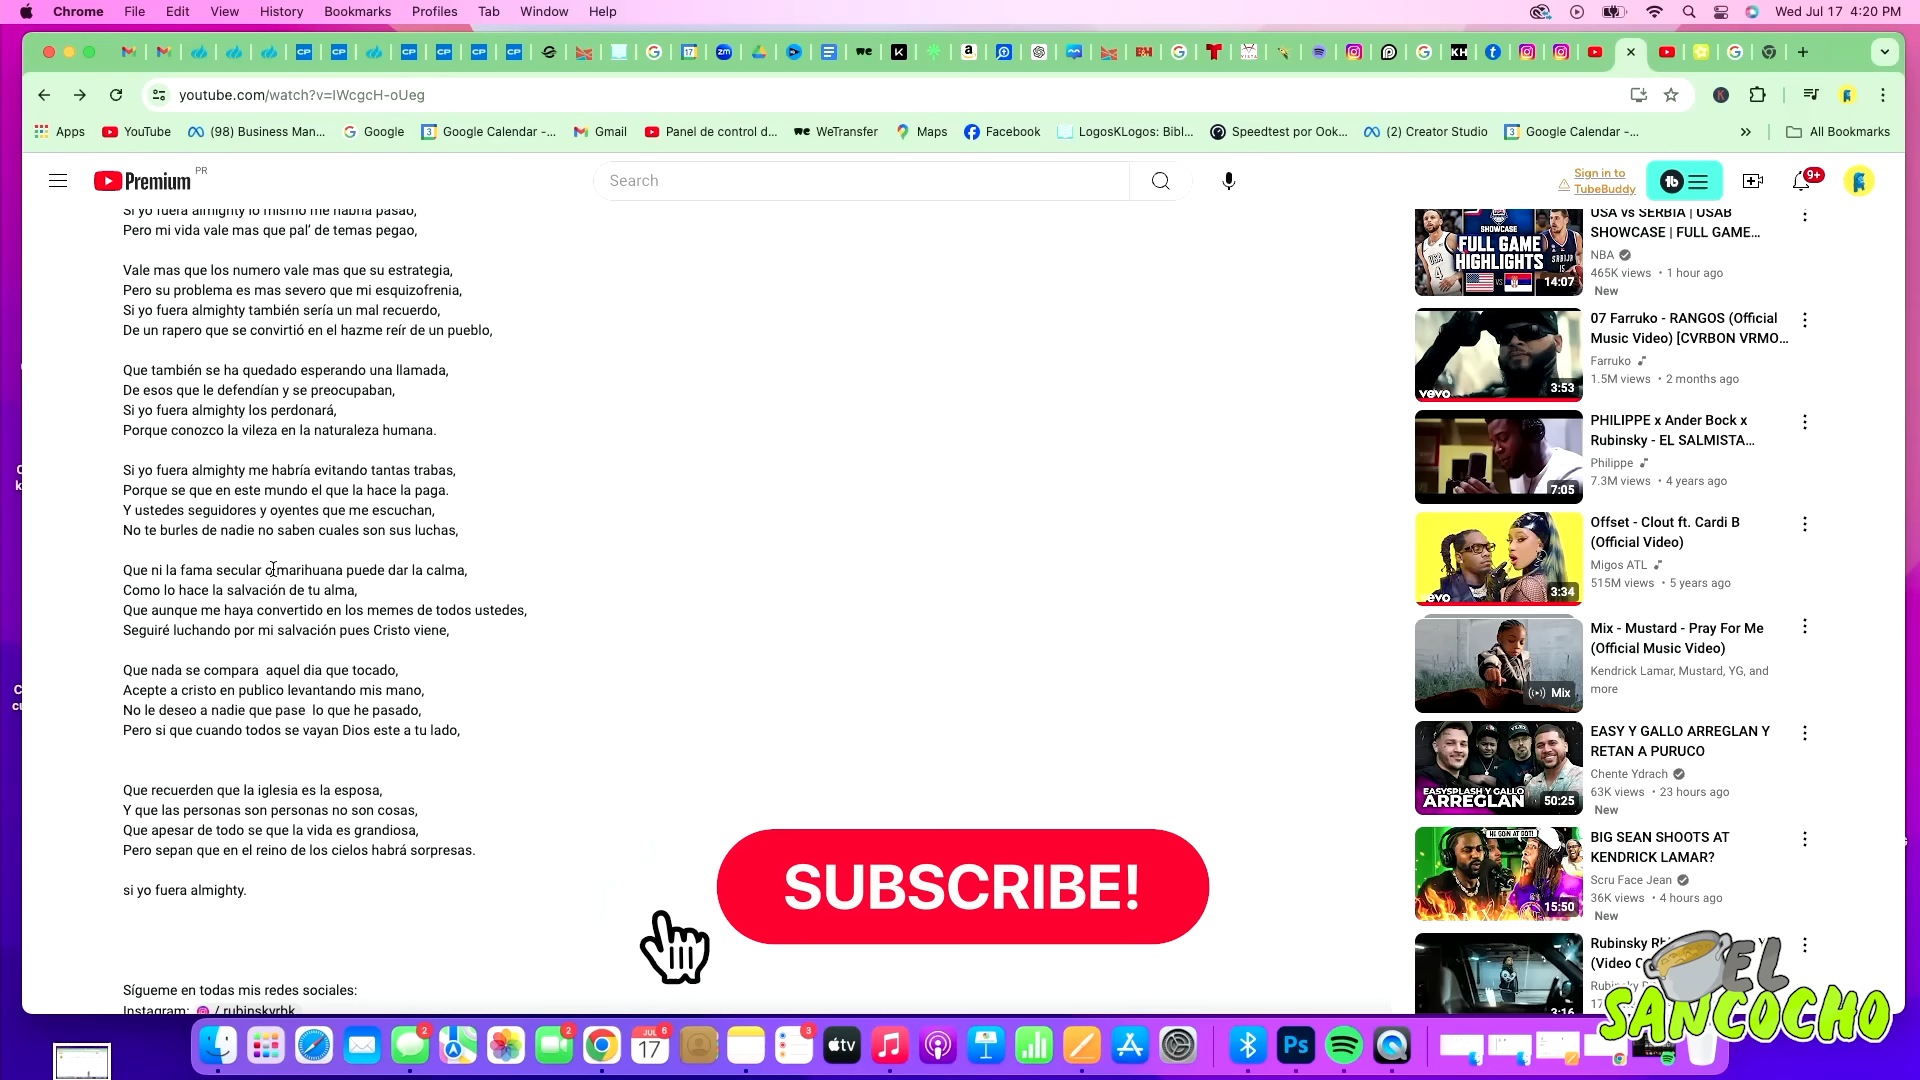 Chrome File Edit View History Bookmarks Profiles Tab Window Help Wed Jul 17 4:20 PM
youtube.com/watch?v=IWcgcH-oUeg
Apps YouTube (98) Business Man... Google Google Calendar -... Gmail Panel de control d... WeTransfer Maps Facebook LogosKLogos: Bibl... Speedtest por Ook... (2) Creator Studio Google Calendar -... All Bookmarks
Premium PR
Search
Sign in to
TubeBuddy
9+
Si yo fuera almighty lo mismo me habría pasao,
Pero mi vida vale mas que pal’ de temas pegao,
Vale mas que los numero vale mas que su estrategia,
Pero su problema es mas severo que mi esquizofrenia,
Si yo fuera almighty también sería un mal recuerdo,
De un rapero que se convirtió en el hazme reír de un pueblo,
Que también se ha quedado esperando una llamada,
De esos que le defendían y se preocupaban,
Si yo fuera almighty los perdonará,
Porque conozco la vileza en la naturaleza humana.
Si yo fuera almighty me habría evitando tantas trabas,
Porque se que en este mundo el que la hace la paga.
Y ustedes seguidores y oyentes que me escuchan,
No te burles de nadie no saben cuales son sus luchas,
Que ni la fama secular o marihuana puede dar la calma,
Como lo hace la salvación de tu alma,
Que aunque me haya convertido en los memes de todos ustedes,
Seguiré luchando por mi salvación pues Cristo viene,
Que nada se compara  aquel dia que tocado,
Acepte a cristo en publico levantando mis mano,
No le deseo a nadie que pase  lo que he pasado,
Pero si que cuando todos se vayan Dios este a tu lado,
Que recuerden que la iglesia es la esposa,
Y que las personas son personas no son cosas,
Que apesar de todo se que la vida es grandiosa,
Pero sepan que en el reino de los cielos habrá sorpresas.
si yo fuera almighty.
Sígueme en todas mis redes sociales:
Instagram: / rubinskyrbk
SUBSCRIBE!
SHOWCASE
FULL GAME
HIGHLIGHTS
14:07
USA vs SERBIA | USAB
SHOWCASE | FULL GAME...
NBA
465K views • 1 hour ago
New
vevo
3:53
07 Farruko - RANGOS (Official
Music Video) [CVRBON VRMO...
Farruko
1.5M views • 2 months ago
7:05
PHILIPPE x Ander Bock x
Rubinsky - EL SALMISTA...
Philippe
7.3M views • 4 years ago
vevo
3:34
Offset - Clout ft. Cardi B
(Official Video)
Migos ATL
515M views • 5 years ago
Mix
Mix - Mustard - Pray For Me
(Official Music Video)
Kendrick Lamar, Mustard, YG, and
more
EASYSPLASH Y GALLO
ARREGLAN
50:25
EASY Y GALLO ARREGLAN Y
RETAN A PURUCO
Chente Ydrach
63K views • 23 hours ago
New
HE GOIN AT DOT!
15:50
BIG SEAN SHOOTS AT
KENDRICK LAMAR?
Scru Face Jean
36K views • 4 hours ago
New
3:16
Rubinsky
(Video
EL
SANCOCHO
2 2 JUL 17 6 3 tv Ps